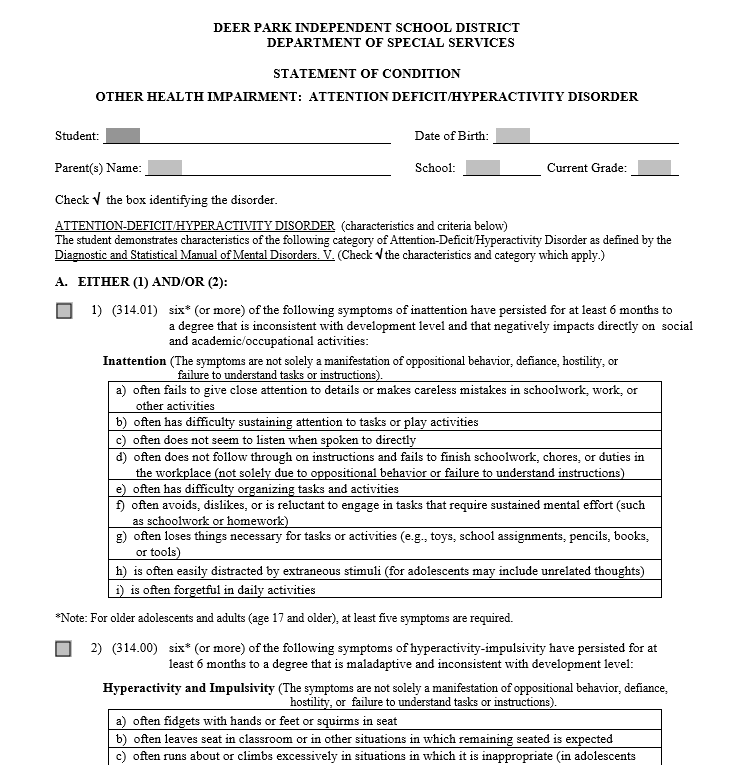 DEER PARK INDEPENDENT SCHOOL DISTRICT
DEPARTMENT OF SPECIAL SERVICES
STATEMENT OF CONDITION
OTHER HEALTH IMPAIRMENT: ATTENTION DEFICIT/HYPERACTIVITY DISORDER
Student: Date of Birth:
Parent(s) Name: School: Current Grade:
Check √ the box identifying the disorder.
ATTENTION-DEFICIT/HYPERACTIVITY DISORDER (characteristics and criteria below)
The student demonstrates characteristics of the following category of Attention-Deficit/Hyperactivity Disorder as defined by the
Diagnostic and Statistical Manual of Mental Disorders. V. (Check √ the characteristics and category which apply.)
A. EITHER (1) AND/OR (2):
1) (314.01) six* (or more) of the following symptoms of inattention have persisted for at least 6 months to
a degree that is inconsistent with development level and that negatively impacts directly on social
and academic/occupational activities:
Inattention (The symptoms are not solely a manifestation of oppositional behavior, defiance, hostility, or
failure to understand tasks or instructions).
a) often fails to give close attention to details or makes careless mistakes in schoolwork, work, or
other activities
b) often has difficulty sustaining attention to tasks or play activities
c) often does not seem to listen when spoken to directly
d) often does not follow through on instructions and fails to finish schoolwork, chores, or duties in
the workplace (not solely due to oppositional behavior or failure to understand instructions)
e) often has difficulty organizing tasks and activities
f) often avoids, dislikes, or is reluctant to engage in tasks that require sustained mental effort (such
as schoolwork or homework)
g) often loses things necessary for tasks or activities (e.g., toys, school assignments, pencils, books,
or tools)
h) is often easily distracted by extraneous stimuli (for adolescents may include unrelated thoughts)
i) is often forgetful in daily activities
*Note: For older adolescents and adults (age 17 and older), at least five symptoms are required.
2) (314.00) six* (or more) of the following symptoms of hyperactivity-impulsivity have persisted for at
least 6 months to a degree that is maladaptive and inconsistent with development level:
Hyperactivity and Impulsivity (The symptoms are not solely a manifestation of oppositional behavior, defiance,
hostility, or failure to understand tasks or instructions).
a) often fidgets with hands or feet or squirms in seat
b) often leaves seat in classroom or in other situations in which remaining seated is expected
c) often runs about or climbs excessively in situations in which it is inappropriate (in adolescents